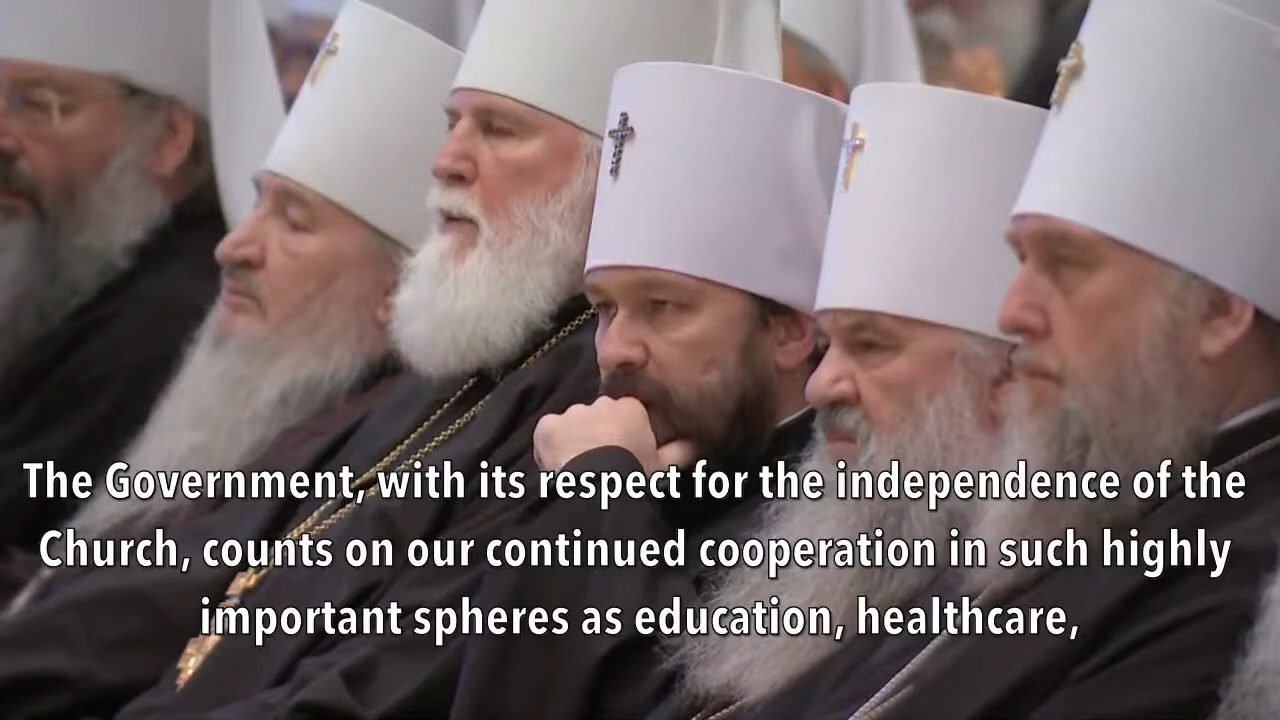 The Government, with its respect for the independence of the
Church, counts on our continued cooperation in such highly
important spheres as education, healthcare,